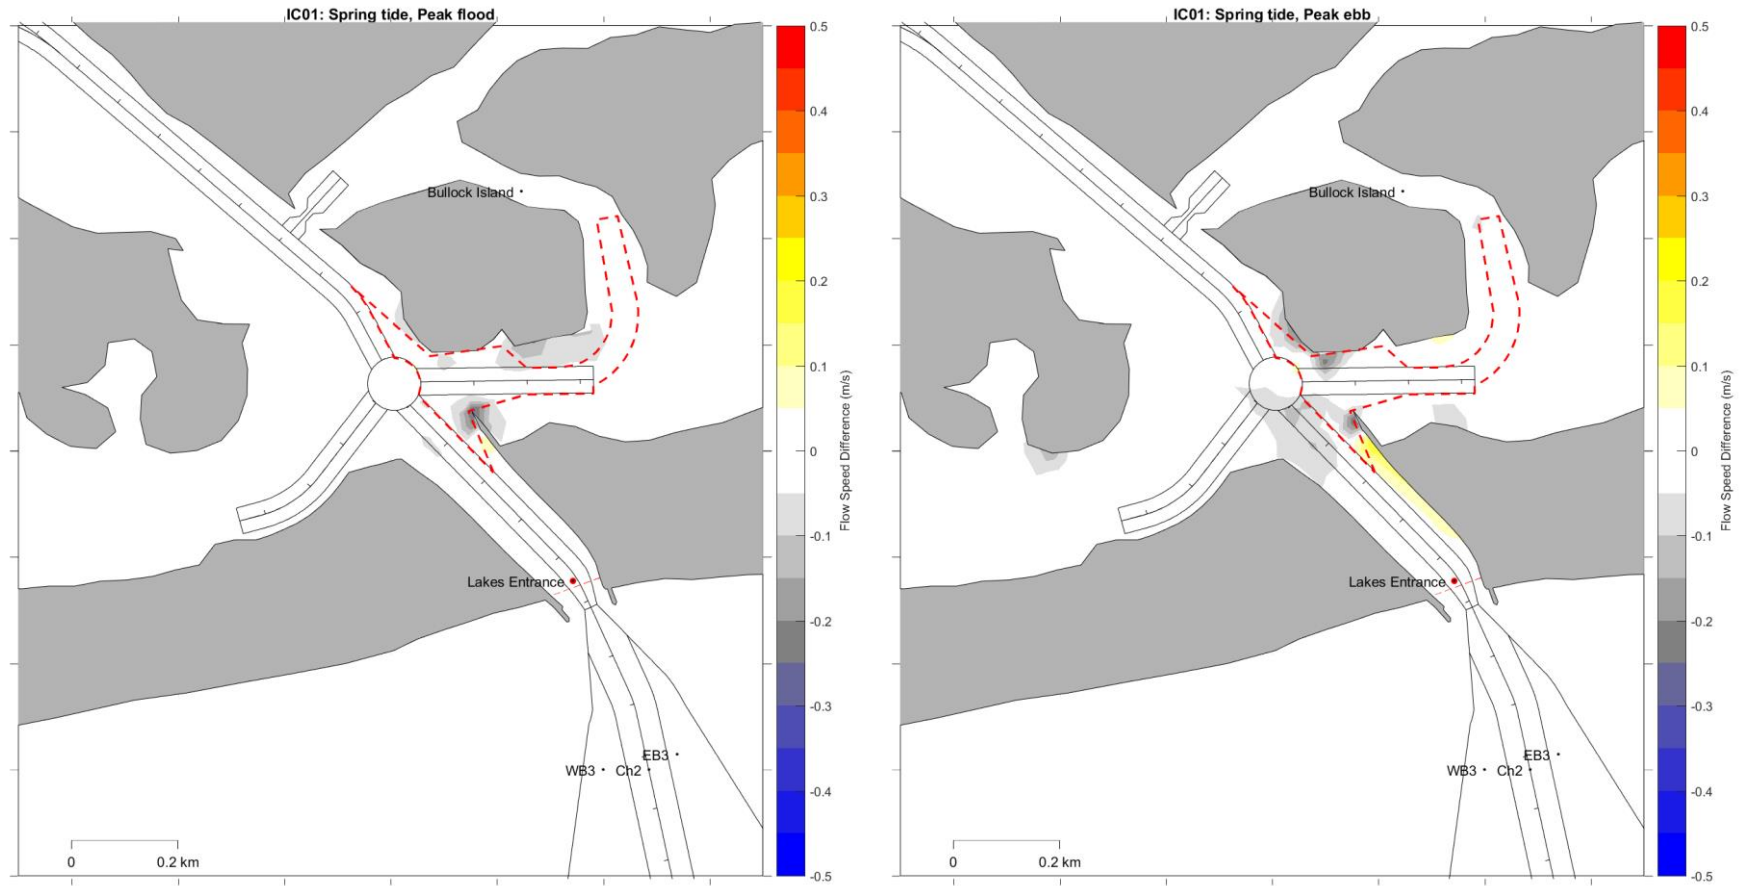 IC01: Spring tide, Peak flood
0.5
0.4
0.3
0.2
0.1
0
-0.1
-0.2
-0.3
-0.4
-0.5
Flow Speed Difference (m/s)
Bullock Island
Lakes Entrance
EB3
WB3
Ch2
0
0.2 km
IC01: Spring tide, Peak ebb
0.5
0.4
0.3
0.2
0.1
0
-0.1
-0.2
-0.3
-0.4
-0.5
Flow Speed Difference (m/s)
Bullock Island
Lakes Entrance
EB3
WB3
Ch2
0
0.2 km